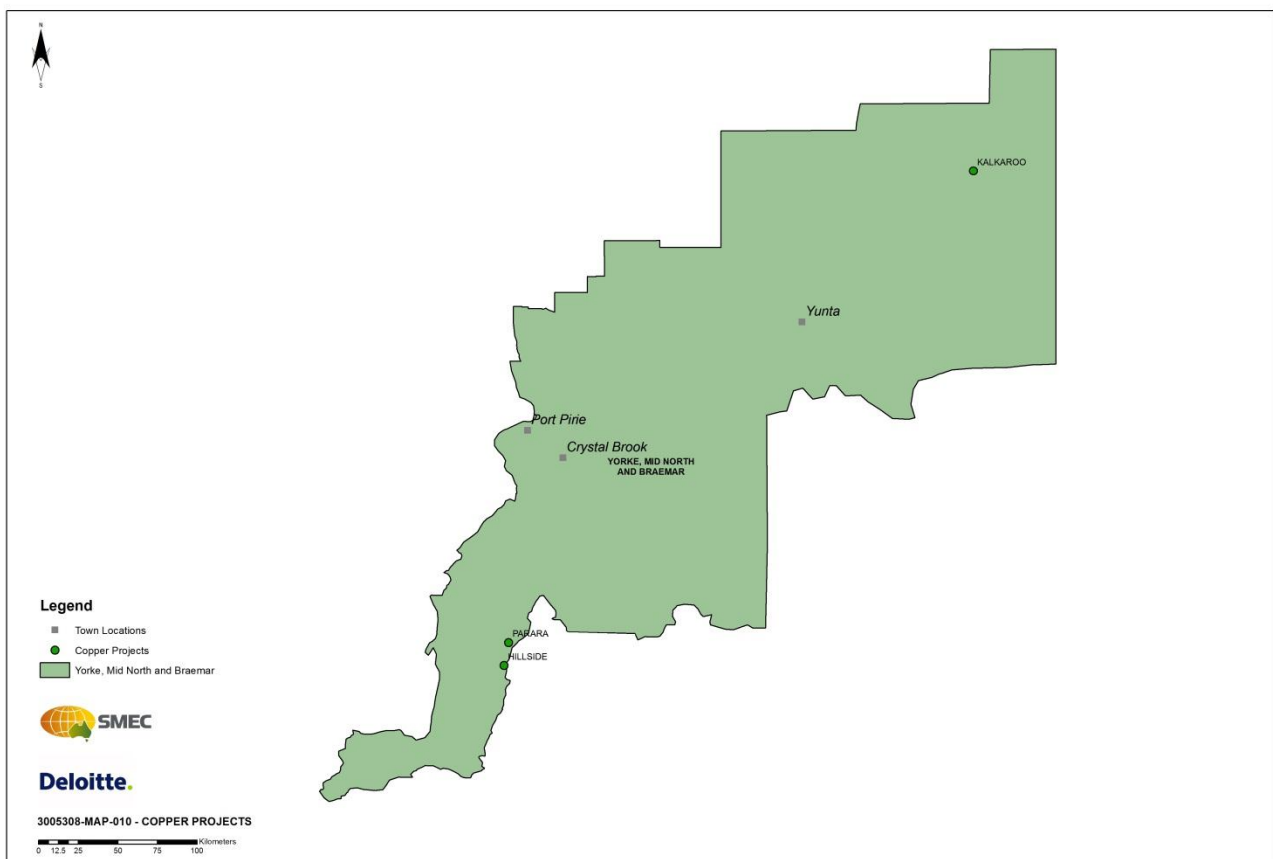 N
S
KALKAROO
Yunta
Port Pirie
Crystal Brook
YORKE, MID NORTH
AND BRAEMAR
PARARA
HILLSIDE
Legend
Town Locations
Copper Projects
Yorke, Mid North and Braemar
SMEC
Deloitte.
3005308-MAP-010 - COPPER PROJECTS
Kilometers
0 12.5 25 50 75 100